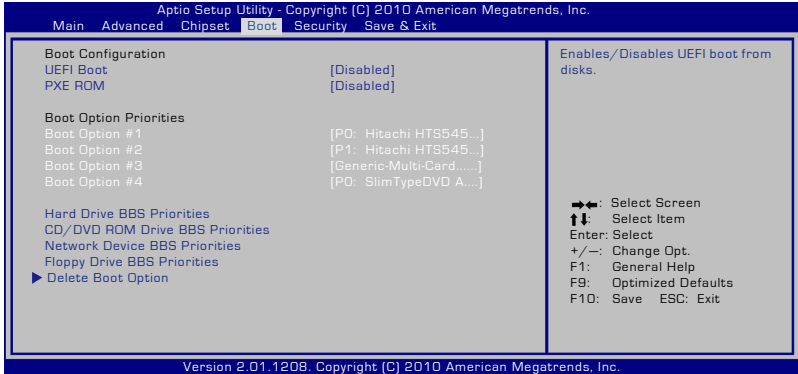 Aptio Setup Utility - Copyright (C) 2010 American Megatrends, Inc.
Main Advanced Chipset Boot Security Save & Exit
Boot Configuration
UEFI Boot [Disabled]
PXE ROM [Disabled]
Boot Option Priorities
Boot Option #1 [P0: Hitachi HTS545...]
Boot Option #2 [P1: Hitachi HTS545...]
Boot Option #3 [Generic-Multi-Card......]
Boot Option #4 [P0: SlimTypeDVD A....]
Hard Drive BBS Priorities
CD/DVD ROM Drive BBS Priorities
Network Device BBS Priorities
Floppy Drive BBS Priorities
Delete Boot Option
Enables/Disables UEFI boot from
disks.
→←: Select Screen
↑↓: Select Item
Enter: Select
+/—: Change Opt.
F1: General Help
F9: Optimized Defaults
F10: Save ESC: Exit
Version 2.01.1208. Copyright (C) 2010 American Megatrends, Inc.